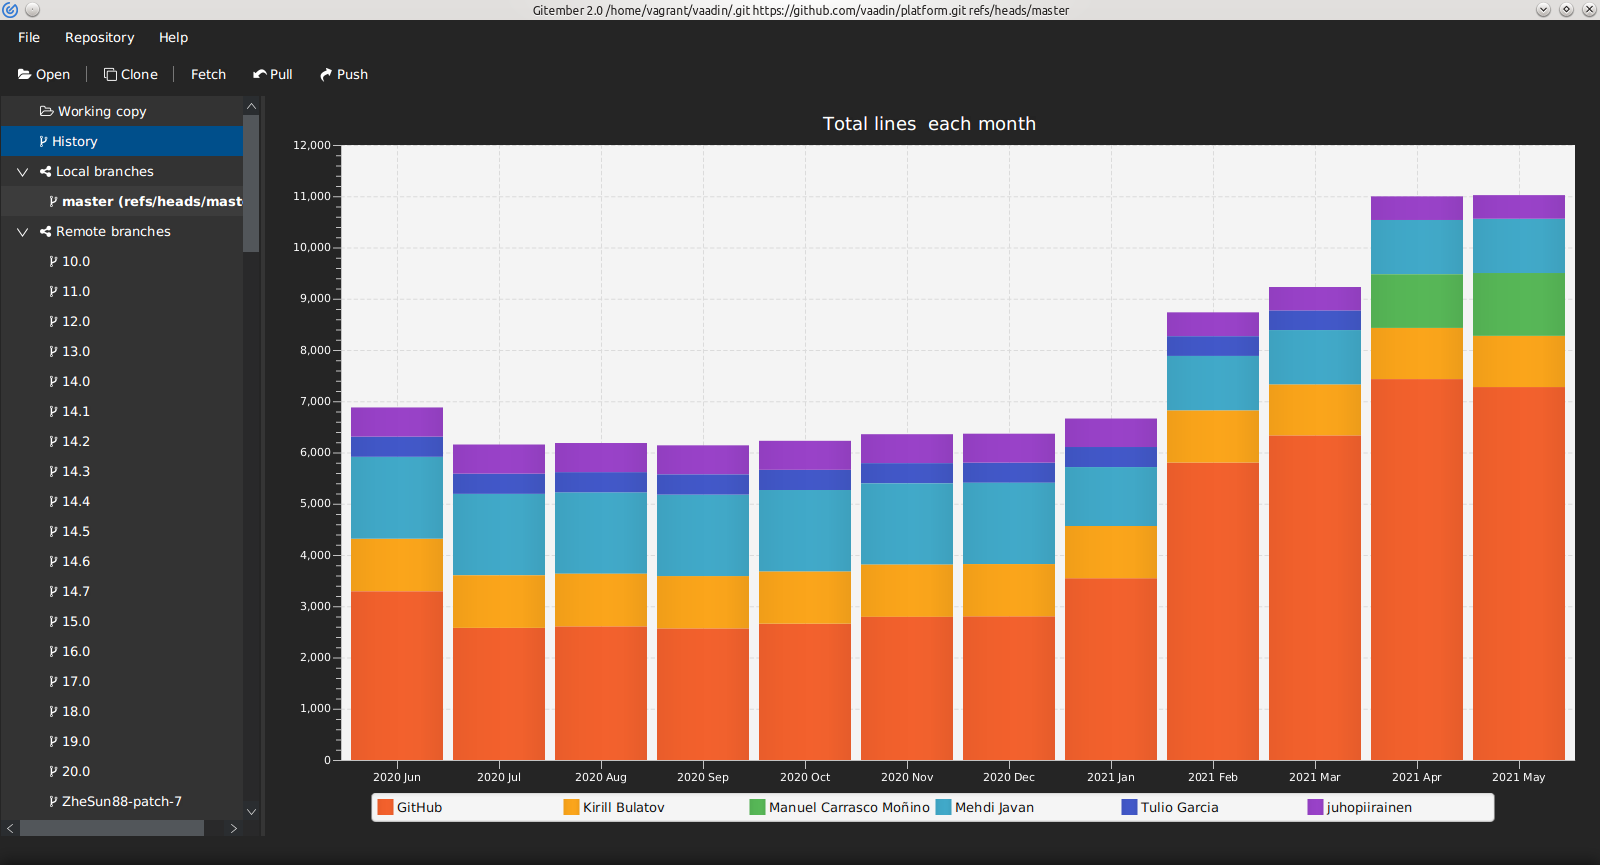 Gitember 2.0 /home/vagrant/vaadin/.git https://github.com/vaadin/platform.git refs/heads/master
File Repository Help
Open Clone Fetch Pull Push
Working copy
History
Local branches
master (refs/heads/mast
Remote branches
10.0
11.0
12.0
13.0
14.0
14.1
14.2
14.3
14.4
14.5
14.6
14.7
15.0
16.0
17.0
18.0
19.0
20.0
ZheSun88-patch-7
Total lines  each month
12,000
11,000
10,000
9,000
8,000
7,000
6,000
5,000
4,000
3,000
2,000
1,000
0
2020 Jun 2020 Jul 2020 Aug 2020 Sep 2020 Oct 2020 Nov 2020 Dec 2021 Jan 2021 Feb 2021 Mar 2021 Apr 2021 May
GitHub Kirill Bulatov Manuel Carrasco Moñino Mehdi Javan Tulio Garcia juhopiirainen